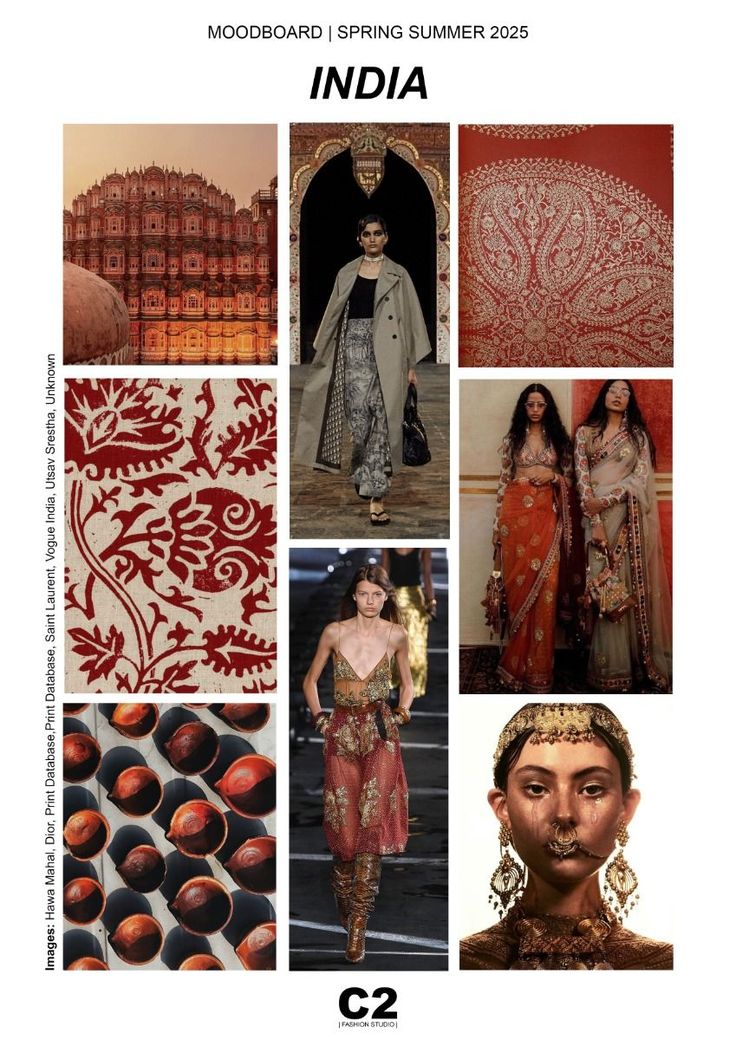 MOODBOARD | SPRING SUMMER 2025
INDIA
Images: Hawa Mahal, Dior, Print Database,Print Database, Saint Laurent, Vogue India, Utsav Srestha, Unknown
C2
| FASHION STUDIO |